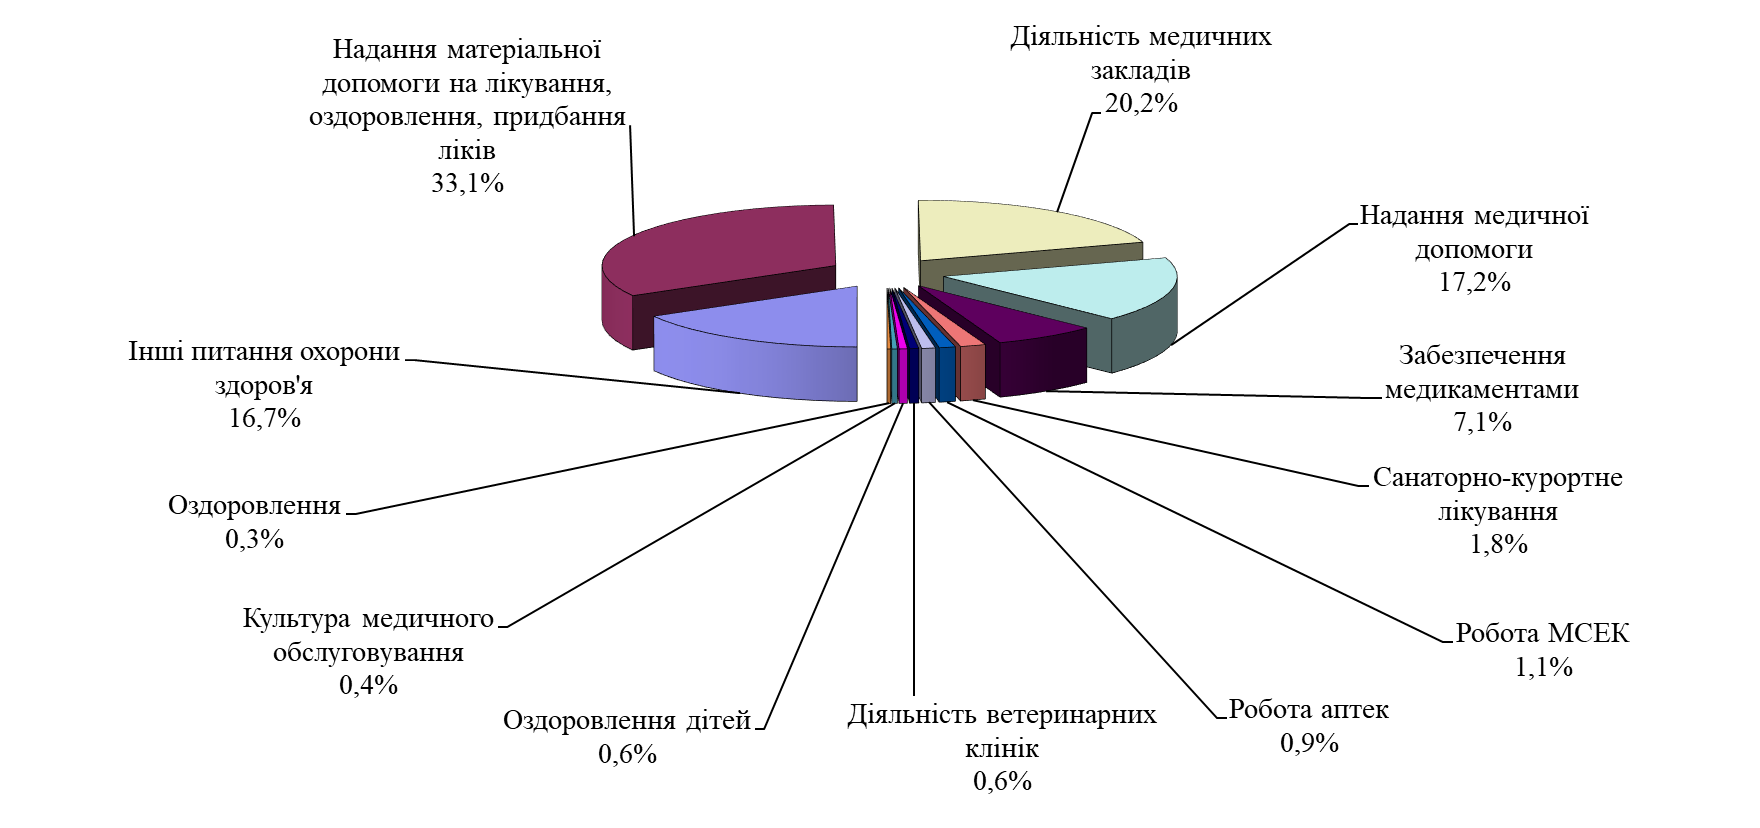 Надання матеріальної
допомоги на лікування,
оздоровлення, придбання
ліків
33,1%
Діяльність медичних
закладів
20,2%
Надання медичної
допомоги
17,2%
Забезпечення
медикаментами
7,1%
Санаторно-курортне
лікування
1,8%
Робота МСЕК
1,1%
Робота аптек
0,9%
Діяльність ветеринарних
клінік
0,6%
Оздоровлення дітей
0,6%
Культура медичного
обслуговування
0,4%
Оздоровлення
0,3%
Інші питання охорони
здоров'я
16,7%